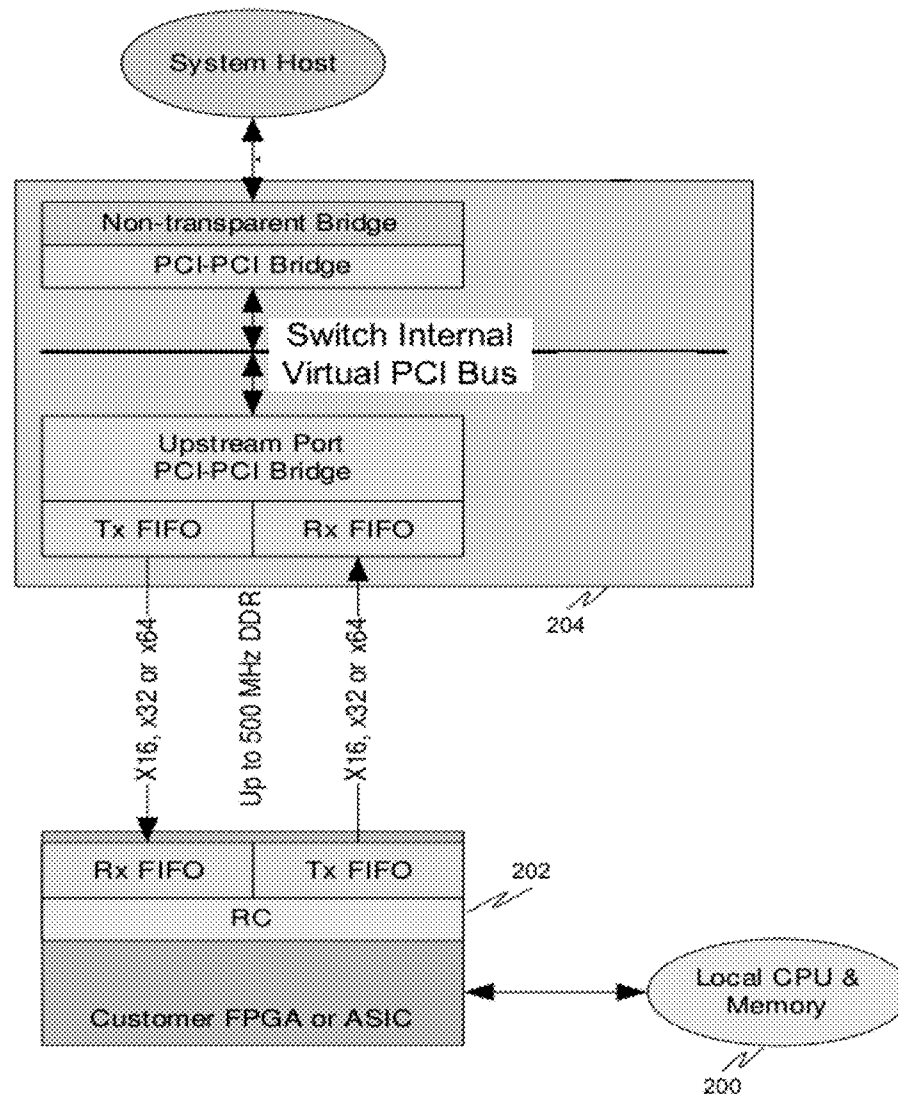 System Host
Non-transparent Bridge
PCI-PCI Bridge
Switch Internal
Virtual PCI Bus
Upstream Port
PCI-PCI Bridge
Tx FIFO
Rx FIFO
204
X16, x32 or x64
Up to 500 MHz DDR
X16, x32 or x64
Rx FIFO
Tx FIFO
202
RC
Customer FPGA or ASIC
Local CPU &
Memory
200